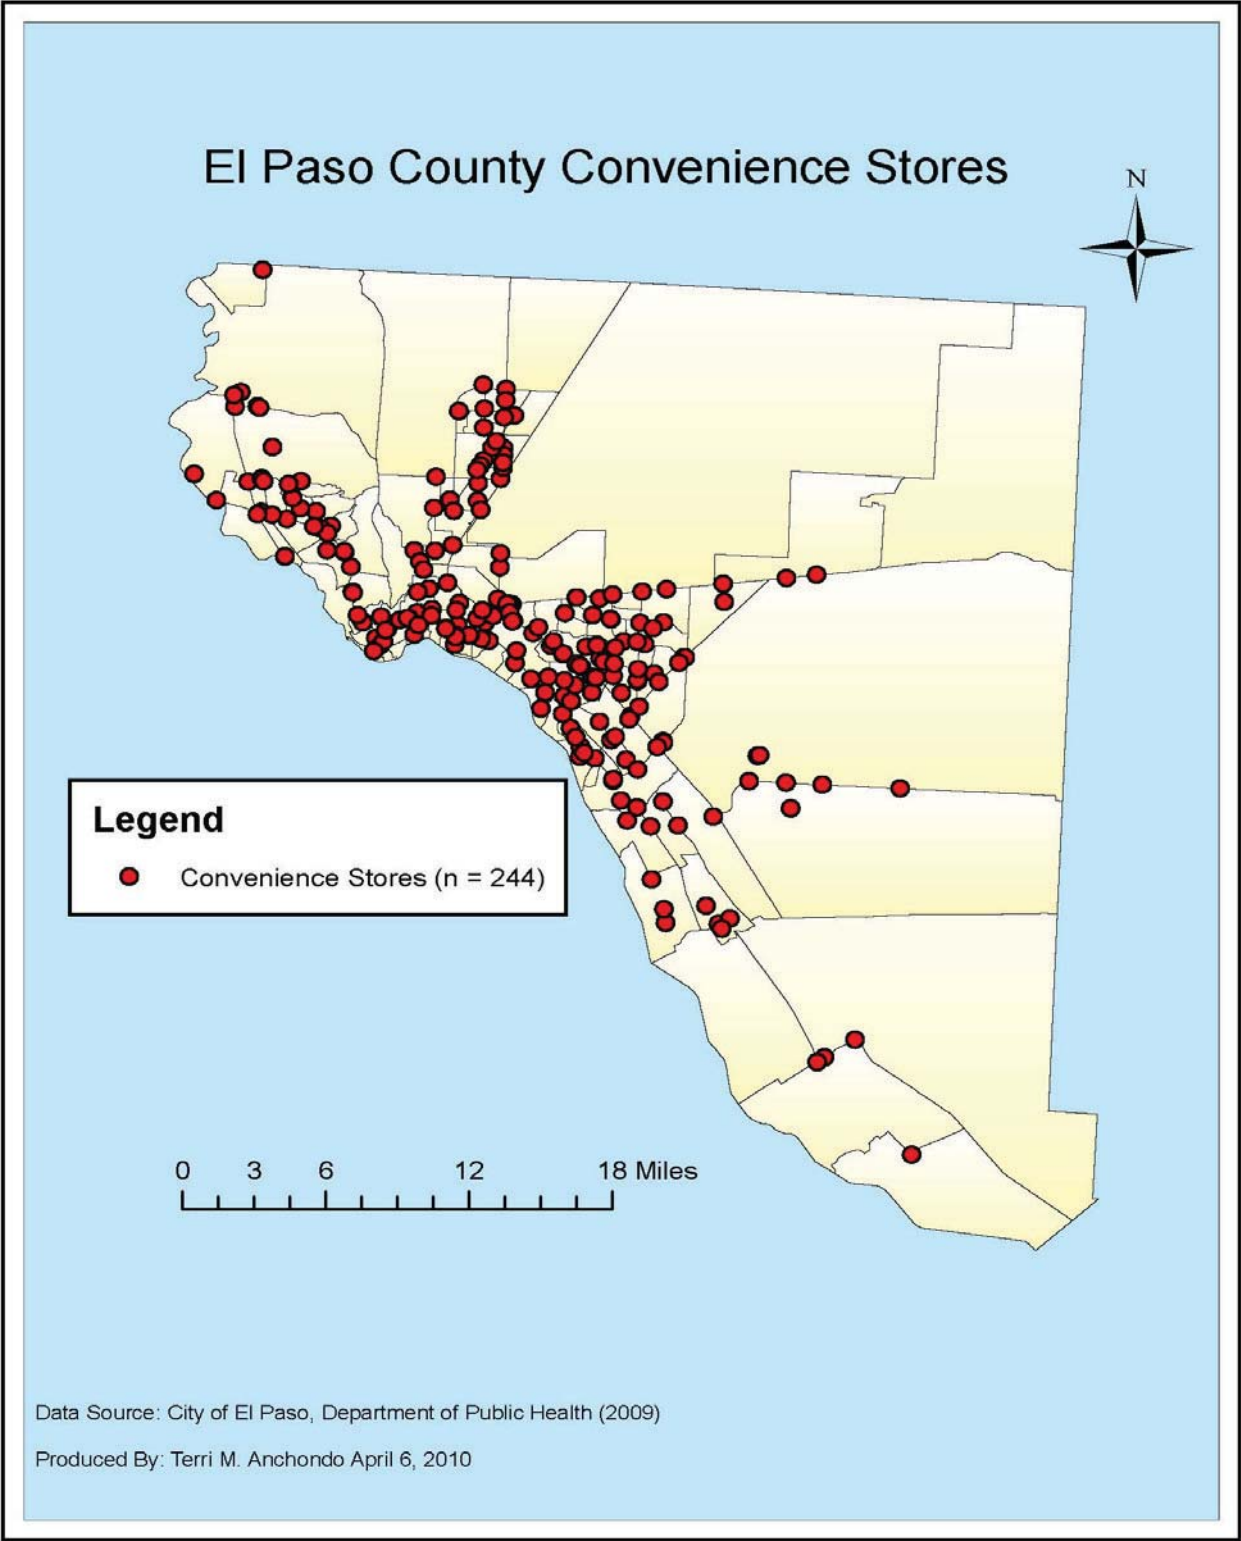 El Paso County Convenience Stores
N
Legend
Convenience Stores (n = 244)
0 3 6 12 18 Miles
Data Source: City of El Paso, Department of Public Health (2009)
Produced By: Terri M. Anchondo April 6, 2010